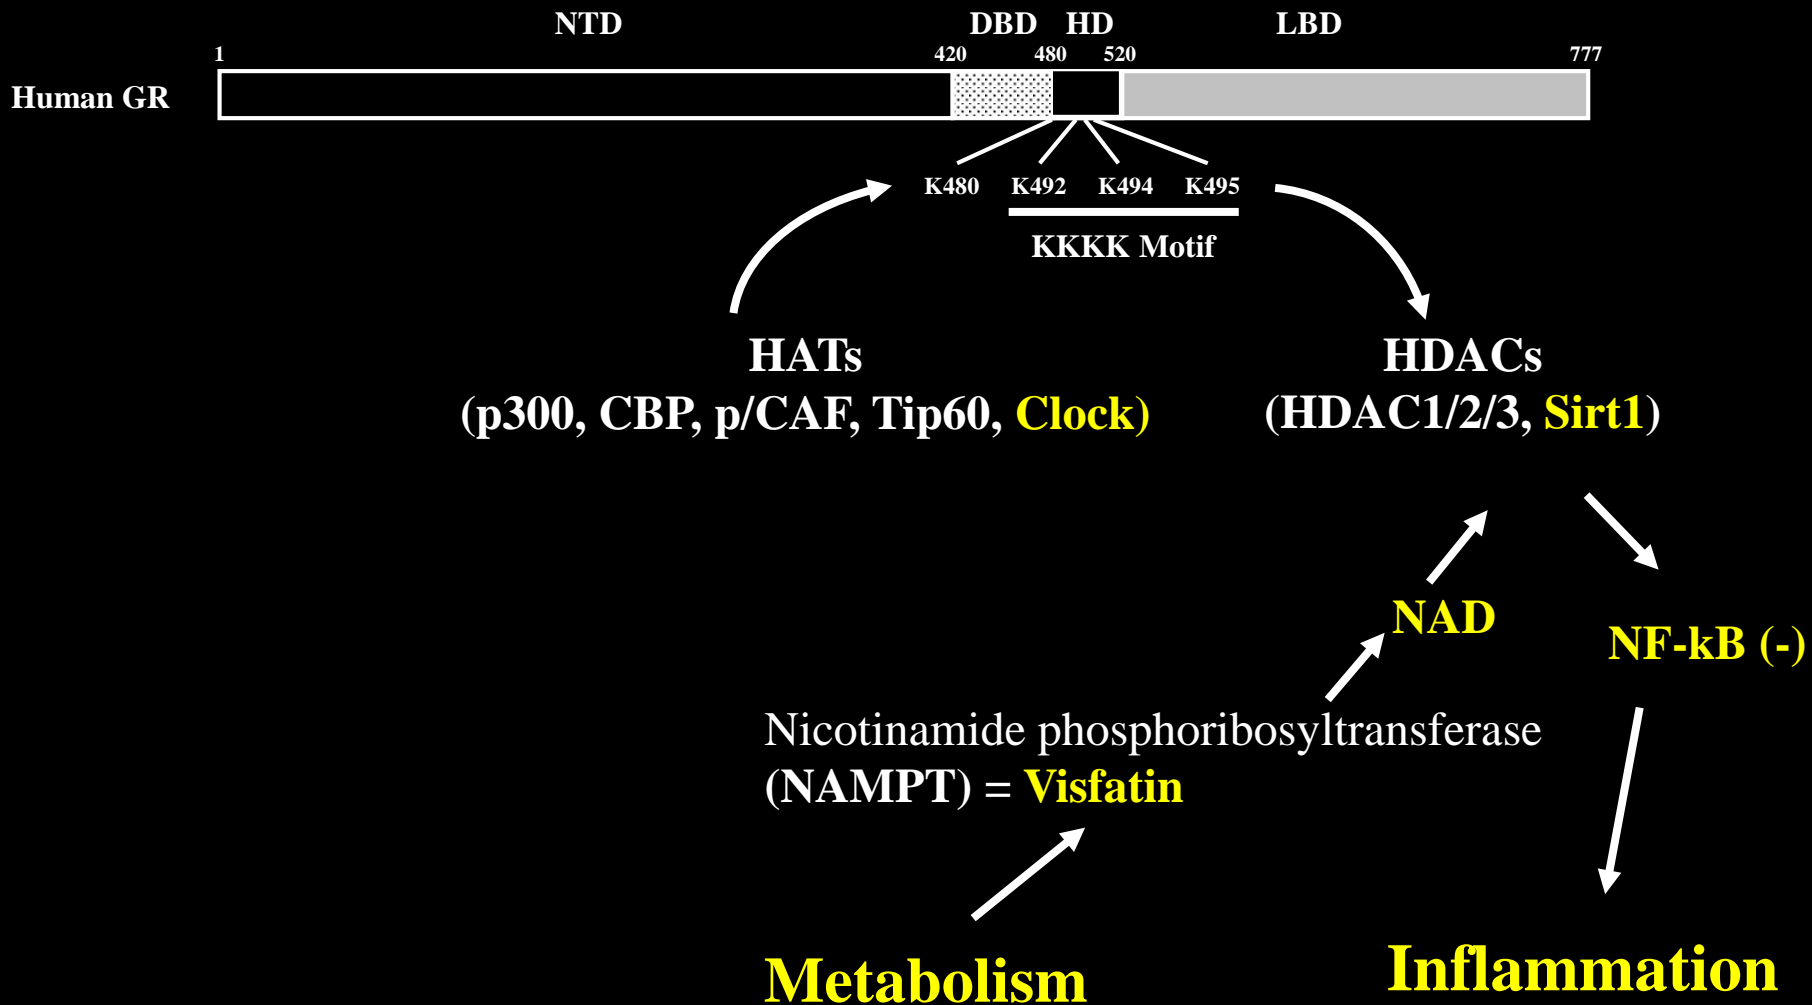 NTD DBD HD LBD
1 420 480 520 777
Human GR
K480 K492 K494 K495
KKKK Motif
HATs
(p300, CBP, p/CAF, Tip60, Clock)
HDACs
(HDAC1/2/3, Sirt1)
NAD
NF-kB (-)
Nicotinamide phosphoribosyltransferase
(NAMPT) = Visfatin
Metabolism
Inflammation